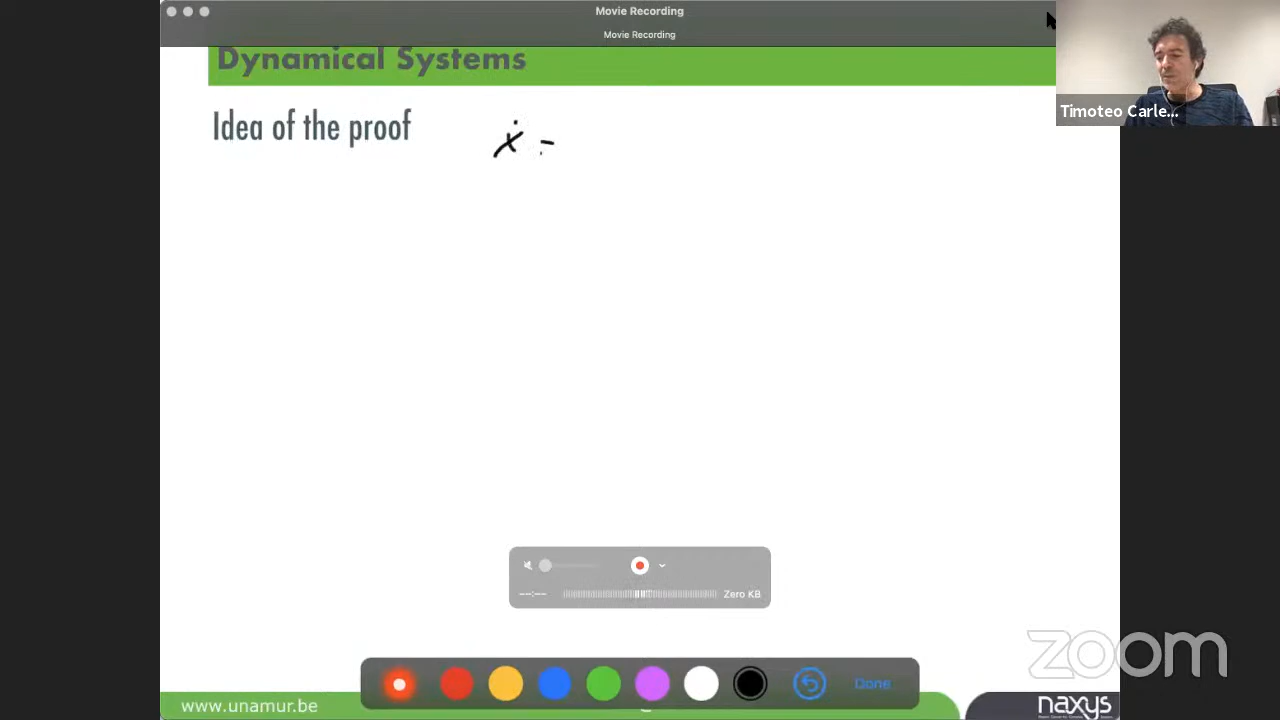 Movie Recording
Movie Recording
Dynamical Systems
Idea of the proof
ẋ =
Timoteo Carle...
--:--
Zero KB
Done
zoom
www.unamur.be
naxys